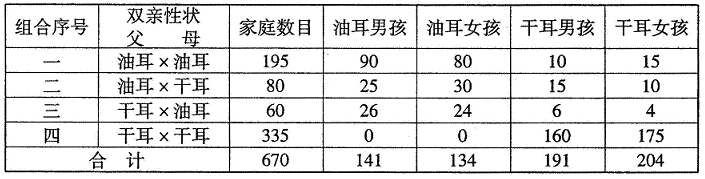 组合序号 双亲性状 父 母 家庭数目 油耳男孩 油耳女孩 干耳男孩 干耳女孩
一 油耳×油耳 195 90 80 10 15
二 油耳×干耳 80 25 30 15 10
三 干耳×油耳 60 26 24 6 4
四 干耳×干耳 335 0 0 160 175
合 计 670 141 134 191 204